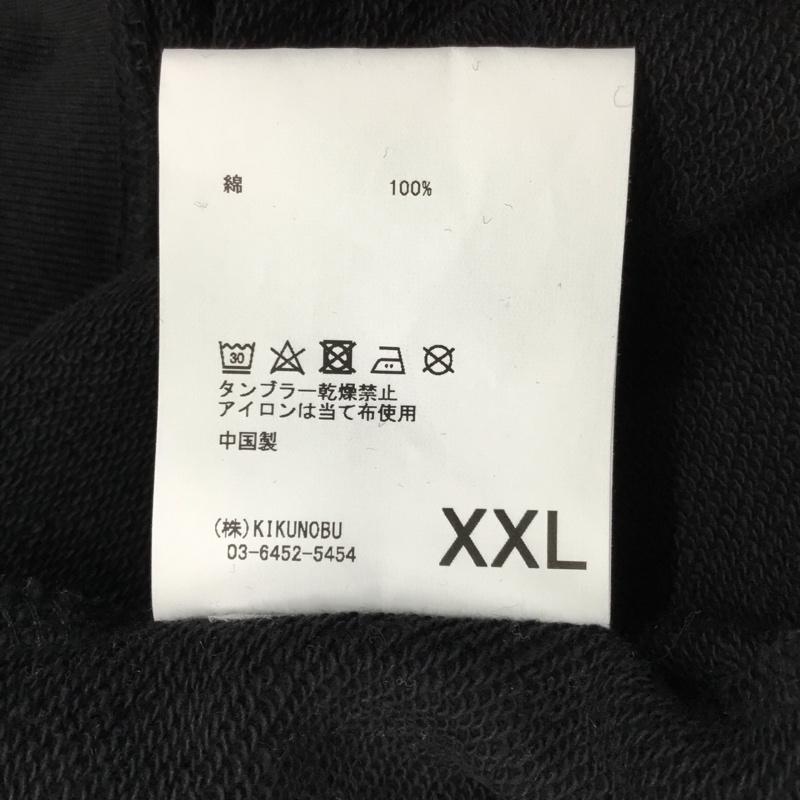 綿 100%
30
タンブラー乾燥禁止
アイロンは当て布使用
中国製
(株)KIKUNOBU
03-6452-5454
XXL